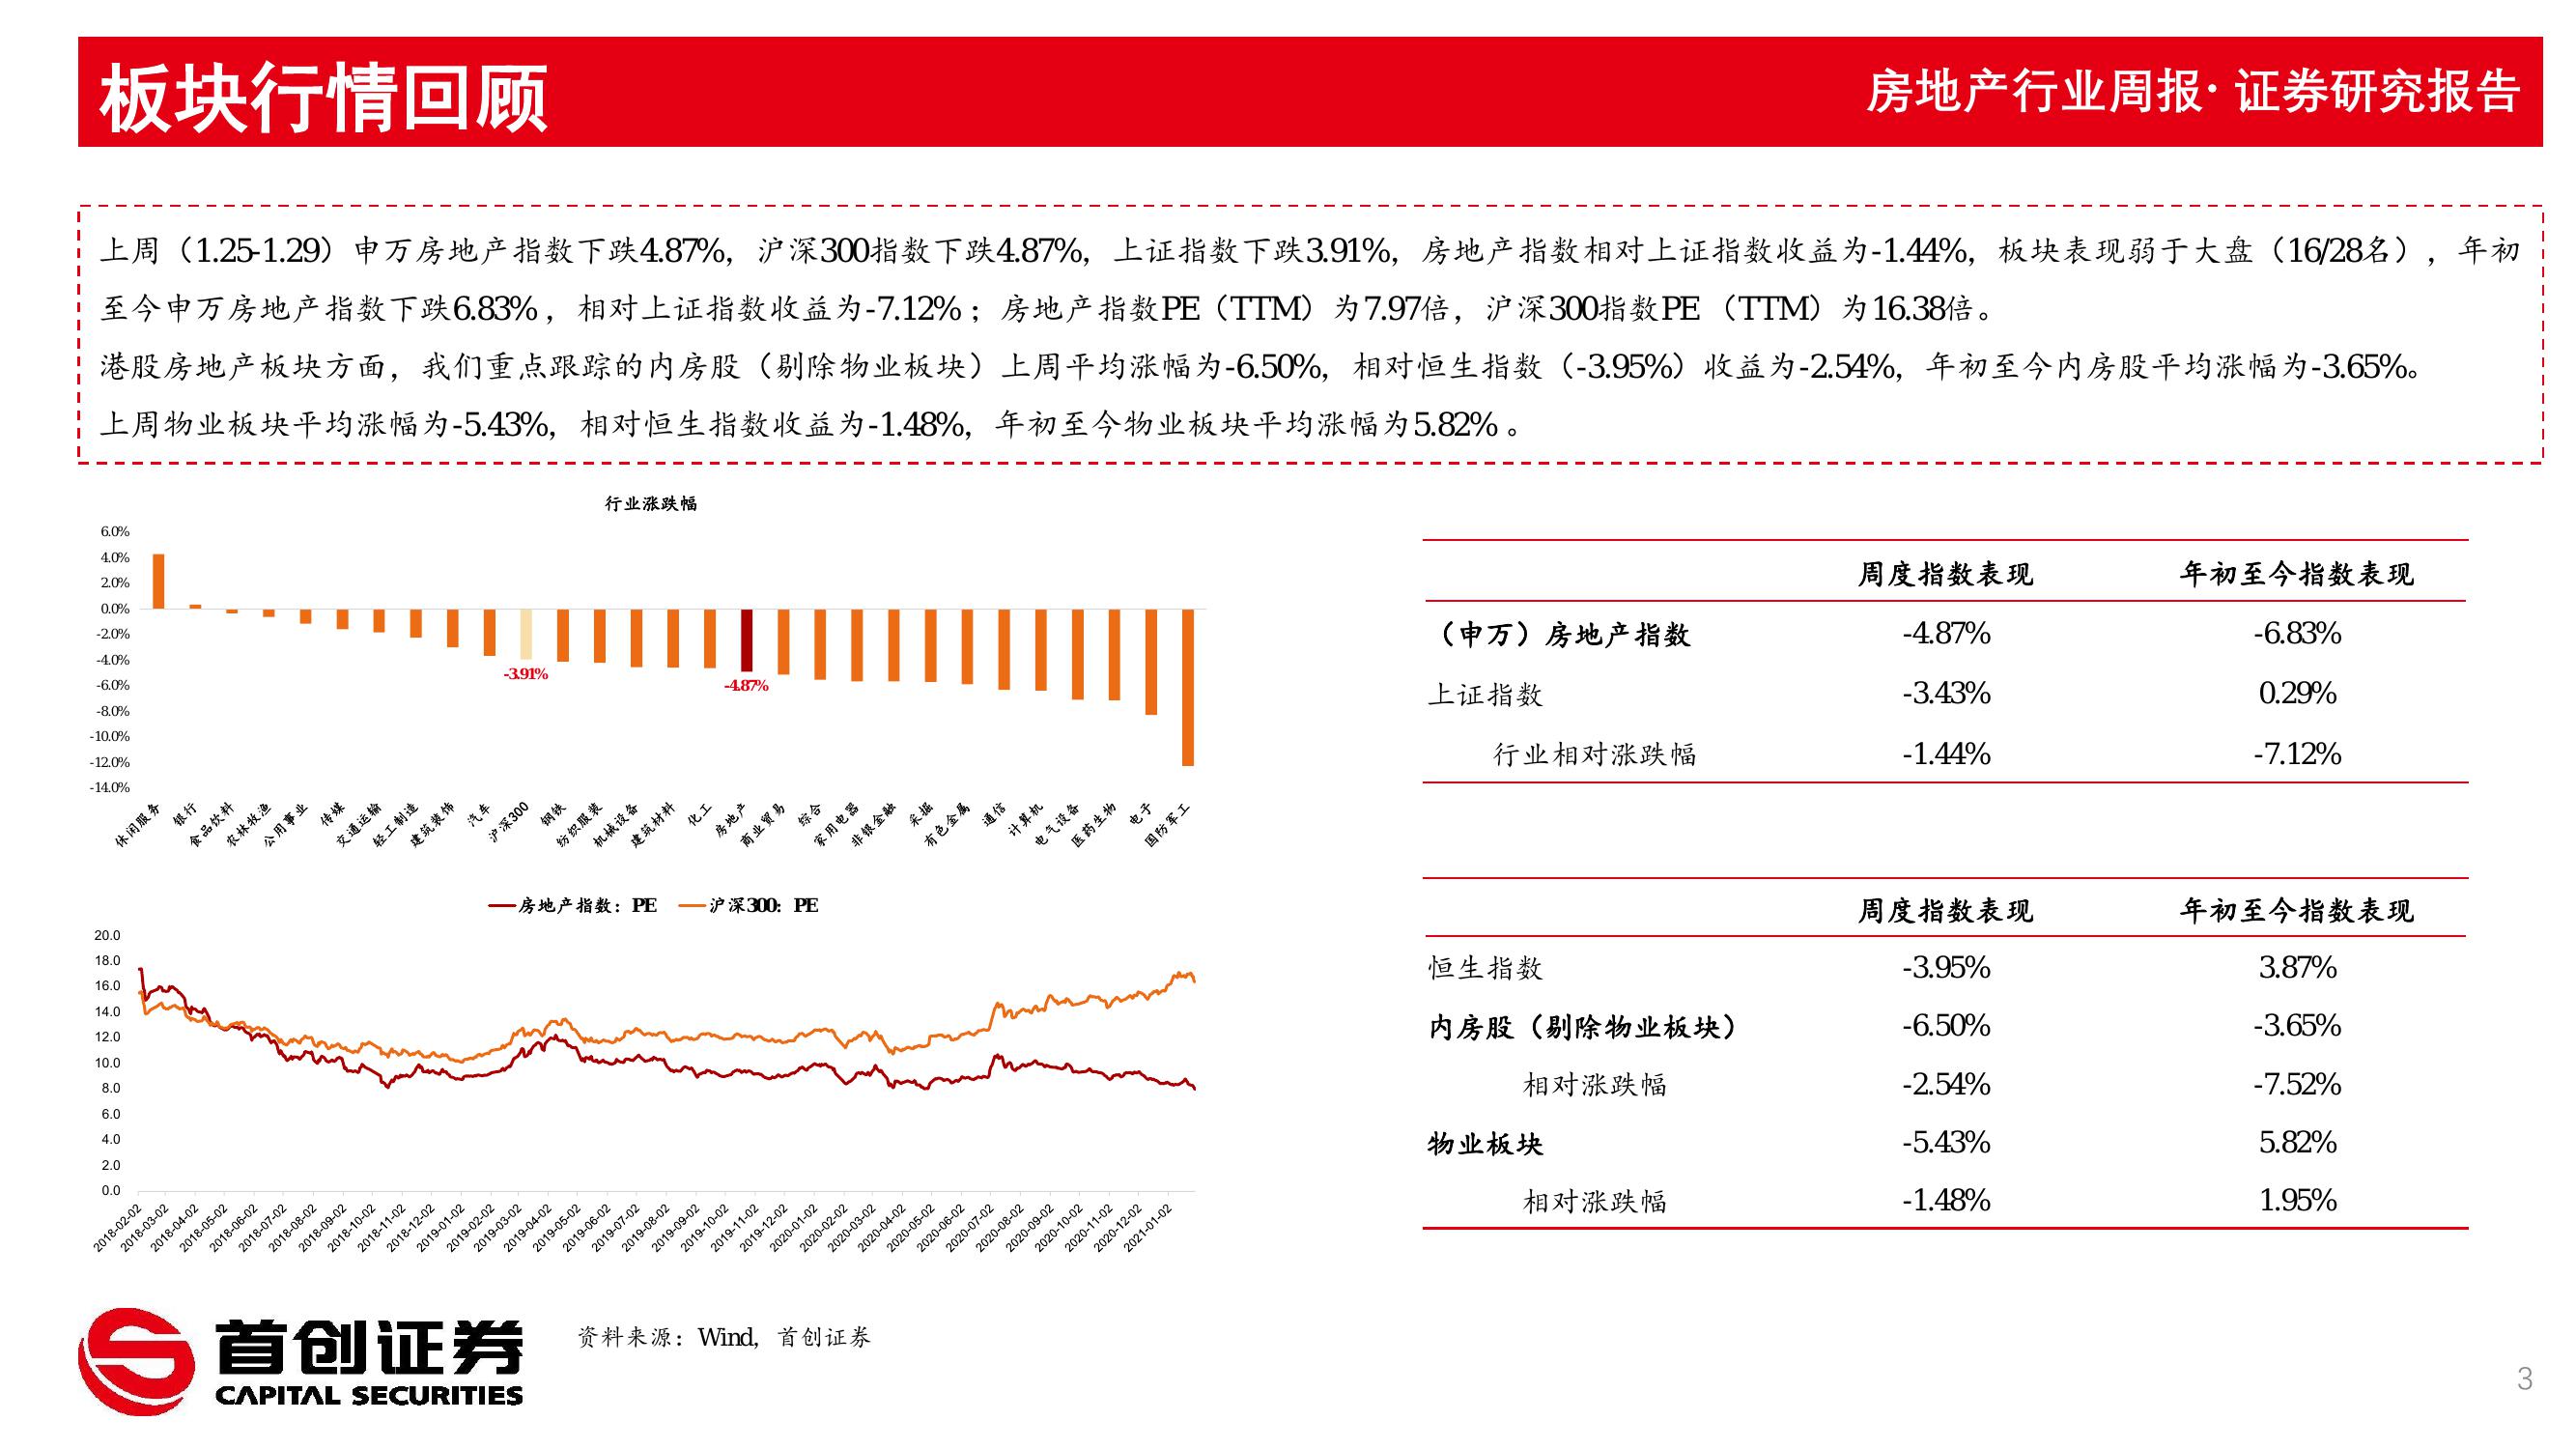 板块行情回顾
房地产行业周报· 证券研究报告
上周（1.25-1.29）申万房地产指数下跌4.87%，沪深300指数下跌4.87%，上证指数下跌3.91%，房地产指数相对上证指数收益为-1.44%，板块表现弱于大盘（16/28名），年初
至今申万房地产指数下跌6.83%，相对上证指数收益为-7.12%；房地产指数PE（TTM）为7.97倍，沪深300指数PE （TTM）为16.38倍。
港股房地产板块方面，我们重点跟踪的内房股（剔除物业板块）上周平均涨幅为-6.50%，相对恒生指数（-3.95%）收益为-2.54%，年初至今内房股平均涨幅为-3.65%。
上周物业板块平均涨幅为-5.43%，相对恒生指数收益为-1.48%，年初至今物业板块平均涨幅为5.82%。
行业涨跌幅
6.0%
4.0%
2.0%
0.0%
-2.0%
-4.0%
-6.0%
-8.0%
-10.0%
-12.0%
-14.0%
-3.91%
-4.87%
休闲服务
银行
食品饮料
农林牧渔
公用事业
传媒
交通运输
轻工制造
建筑装饰
汽车
沪深300
钢铁
纺织服装
机械设备
建筑材料
化工
房地产
商业贸易
综合
家用电器
非银金融
采掘
有色金属
通信
计算机
电气设备
医药生物
电子
国防军工
房地产指数：PE
沪深300：PE
20.0
18.0
16.0
14.0
12.0
10.0
8.0
6.0
4.0
2.0
0.0
2018-02-02
2018-03-02
2018-04-02
2018-05-02
2018-06-02
2018-07-02
2018-08-02
2018-09-02
2018-10-02
2018-11-02
2018-12-02
2019-01-02
2019-02-02
2019-03-02
2019-04-02
2019-05-02
2019-06-02
2019-07-02
2019-08-02
2019-09-02
2019-10-02
2019-11-02
2019-12-02
2020-01-02
2020-02-02
2020-03-02
2020-04-02
2020-05-02
2020-06-02
2020-07-02
2020-08-02
2020-09-02
2020-10-02
2020-11-02
2020-12-02
2021-01-02
周度指数表现 年初至今指数表现
（申万）房地产指数 -4.87% -6.83%
上证指数 -3.43% 0.29%
行业相对涨跌幅 -1.44% -7.12%
周度指数表现 年初至今指数表现
恒生指数 -3.95% 3.87%
内房股（剔除物业板块） -6.50% -3.65%
相对涨跌幅 -2.54% -7.52%
物业板块 -5.43% 5.82%
相对涨跌幅 -1.48% 1.95%
首创证券
CAPITAL SECURITIES
资料来源：Wind，首创证券
3